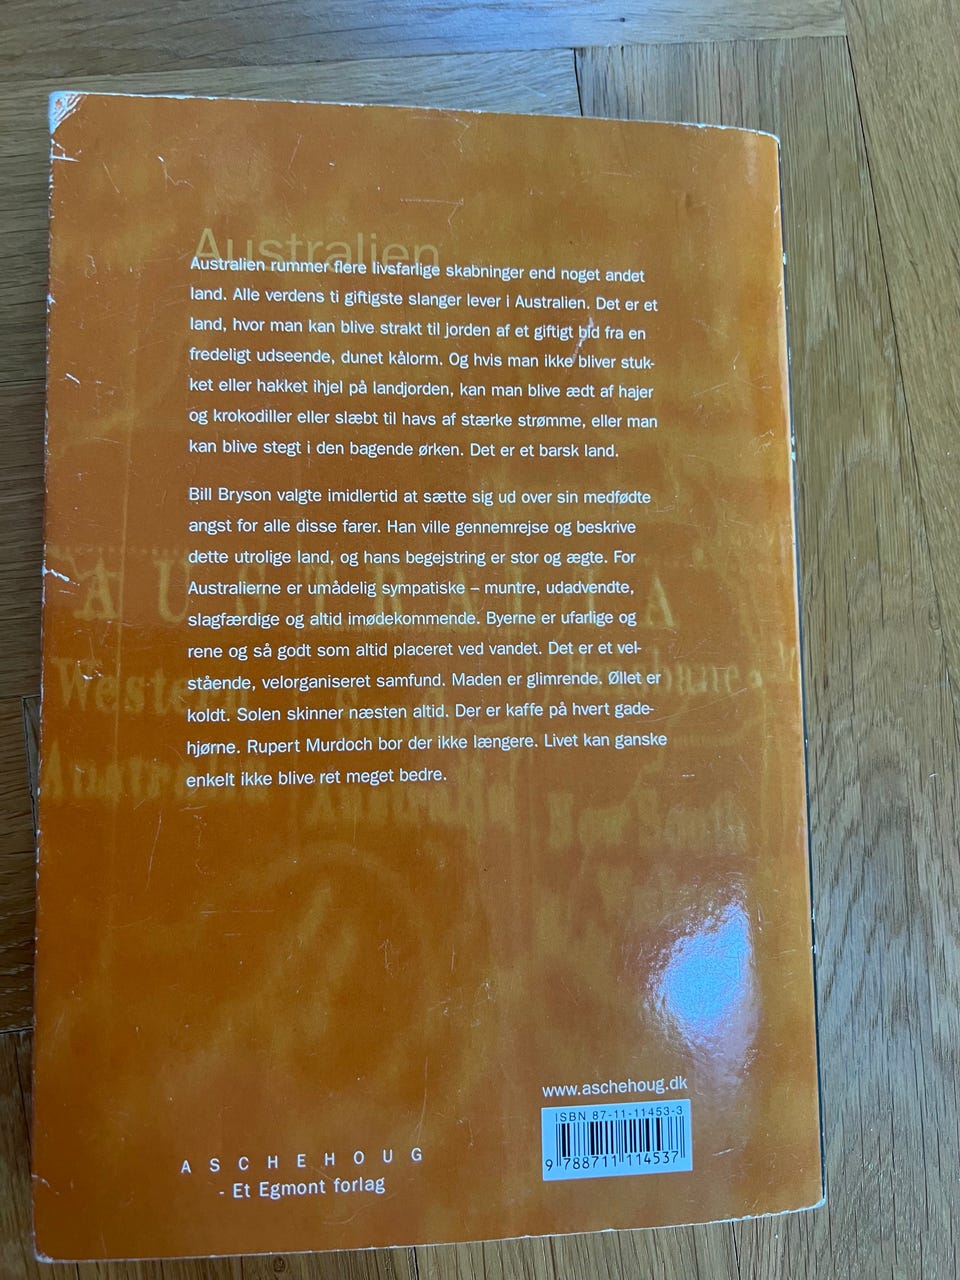 Australien
Australien rummer flere livsfarlige skabninger end noget andet
land. Alle verdens ti giftigste slanger lever i Australien. Det er et
land, hvor man kan blive strakt til jorden af et giftigt bid fra en
fredeligt udseende, dunet kålorm. Og hvis man ikke bliver stuk-
ket eller hakket ihjel på landjorden, kan man blive ædt af hajer
og krokodiller eller slæbt til havs af stærke strømme, eller man
kan blive stegt i den bagende ørken. Det er et barsk land.
Bill Bryson valgte imidlertid at sætte sig ud over sin medfødte
angst for alle disse farer. Han ville gennemrejse og beskrive
dette utrolige land, og hans begejstring er stor og ægte. For
Australierne er umådelig sympatiske – muntre, udadvendte,
slagfærdige og altid imødekommende. Byerne er ufarlige og
rene og så godt som altid placeret ved vandet. Det er et vel-
stående, velorganiseret samfund. Maden er glimrende. Øllet er
koldt. Solen skinner næsten altid. Der er kaffe på hvert gade-
hjørne. Rupert Murdoch bor der ikke længere. Livet kan ganske
enkelt ikke blive ret meget bedre.
AUSTRALIA
Western
Australia
Australia
www.aschehoug.dk
ISBN 87-11-11453-3
9 788711 114537
ASCHEHOUG
- Et Egmont forlag